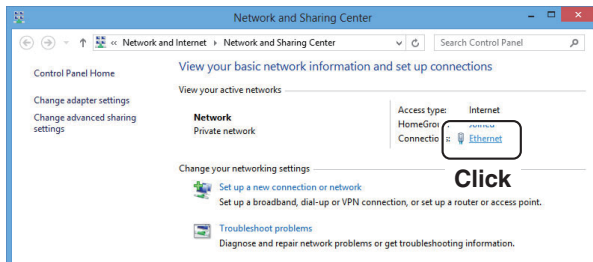 Network and Sharing Center
« Network and Internet ▸ Network and Sharing Center
Search Control Panel
Control Panel Home
Change adapter settings
Change advanced sharing
settings
View your basic network information and set up connections
View your active networks
Network
Private network
Access type: Internet
Joined
Ethernet
Click
Change your networking settings
Set up a new connection or network
Set up a broadband, dial-up or VPN connection, or set up a router or access point.
Troubleshoot problems
Diagnose and repair network problems or get troubleshooting information.